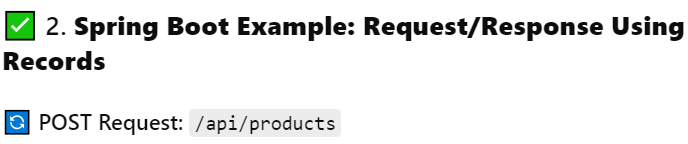 ✅ 2. Spring Boot Example: Request/Response Using
Records
🔄 POST Request: /api/products